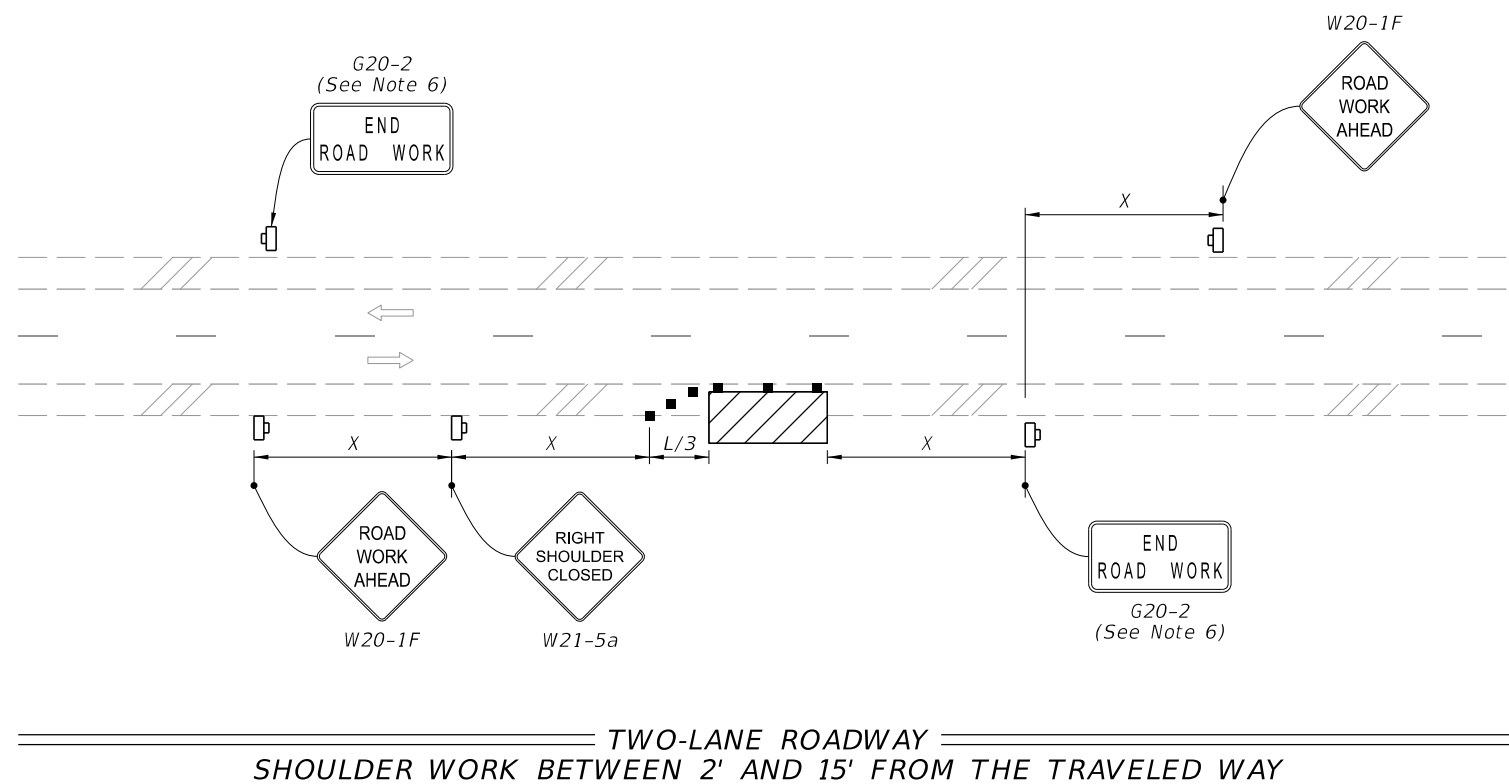 W20-1F
ROAD
WORK
AHEAD
G20-2
(See Note 6)
END
ROAD WORK
X
X
X
L/3
X
ROAD
WORK
AHEAD
W20-1F
RIGHT
SHOULDER
CLOSED
W21-5a
END
ROAD WORK
G20-2
(See Note 6)
TWO-LANE ROADWAY
SHOULDER WORK BETWEEN 2' AND 15' FROM THE TRAVELED WAY